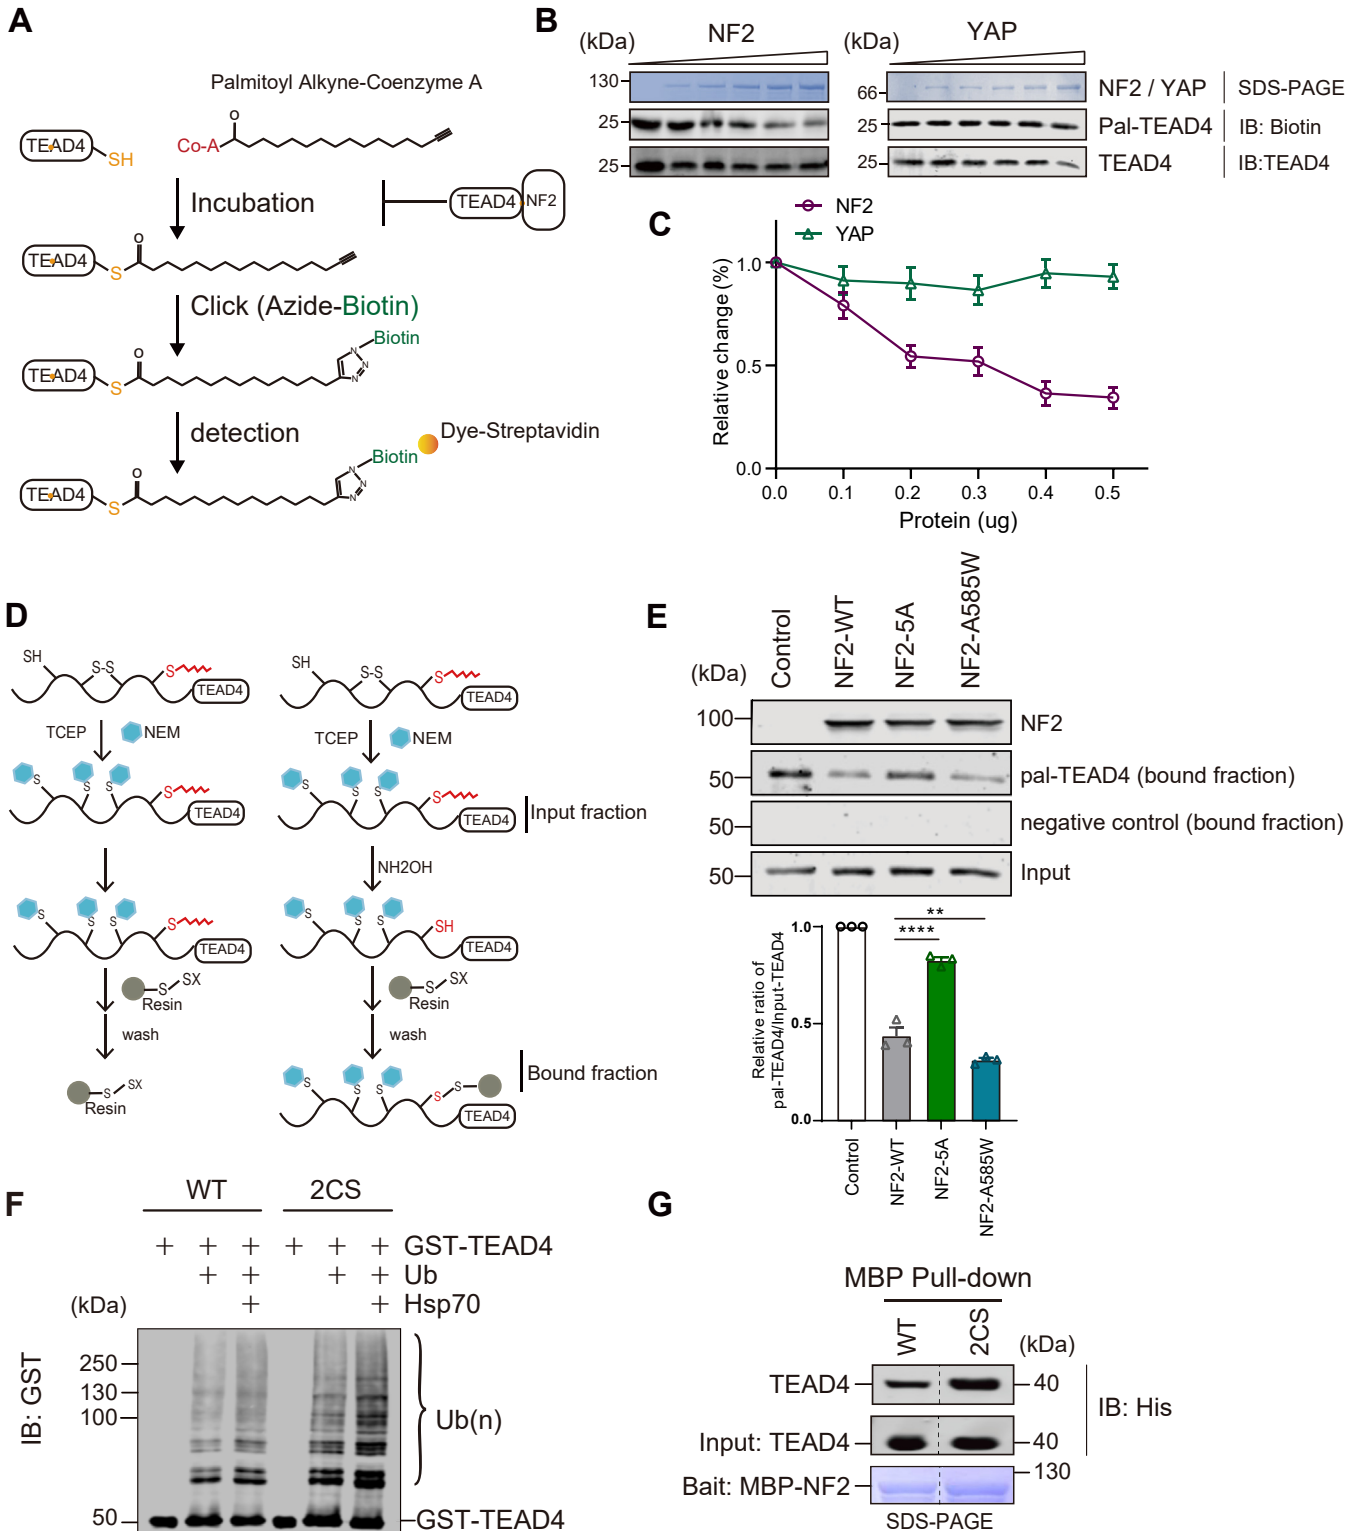 A
Palmitoyl Alkyne-Coenzyme A
TEAD4
SH
Co-A
O
Incubation
TEAD4
NF2
TEAD4
S
O
Click (Azide-Biotin)
TEAD4
S
O
N
N
N
Biotin
detection
Dye-Streptavidin
TEAD4
S
O
N
N
N
Biotin
B
(kDa)
NF2
(kDa)
YAP
130
66
NF2 / YAP
SDS-PAGE
25
25
Pal-TEAD4
IB: Biotin
25
25
TEAD4
IB:TEAD4
C
NF2
YAP
Relative change (%)
1.0
0.5
0.0
0.0 0.1 0.2 0.3 0.4 0.5
Protein (ug)
D
SH
S-S
S
TEAD4
SH
S-S
S
TEAD4
TCEP
NEM
TCEP
NEM
S
S
S
S
TEAD4
S
S
S
S
TEAD4
Input fraction
NH2OH
S
S
S
S
TEAD4
S
S
S
SH
TEAD4
S
SX
Resin
S
SX
Resin
wash
wash
S
SX
Resin
S
S
S
S
S
TEAD4
Bound fraction
E
(kDa)
Control
NF2-WT
NF2-5A
NF2-A585W
100
NF2
50
pal-TEAD4 (bound fraction)
50
negative control (bound fraction)
50
Input
Relative ratio of
pal-TEAD4/Input-TEAD4
1.0
0.5
0.0
**
****
Control
NF2-WT
NF2-5A
NF2-A585W
F
WT
2CS
+ + + + + + GST-TEAD4
+ + + + Ub
+ + Hsp70
(kDa)
IB: GST
250
130
100
50
Ub(n)
GST-TEAD4
G
MBP Pull-down
WT
2CS
(kDa)
TEAD4
40
IB: His
Input: TEAD4
40
Bait: MBP-NF2
130
SDS-PAGE